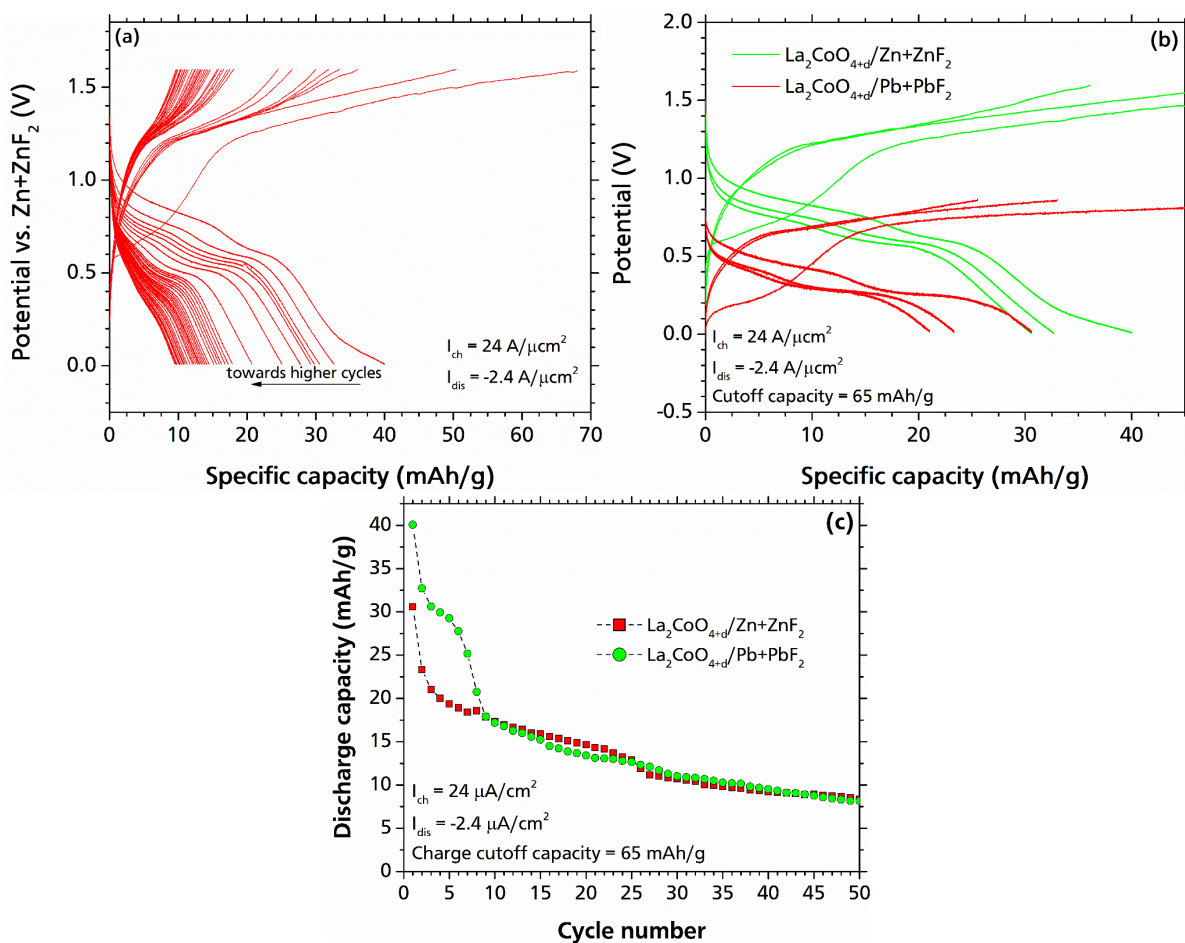 (a)
1.5
1.0
0.5
0.0
Potential vs. Zn+ZnF₂ (V)
I_ch = 24 A/μcm²
I_dis = -2.4 A/μcm²
towards higher cycles
0 10 20 30 40 50 60 70
Specific capacity (mAh/g)
(b)
2.0
1.5
1.0
0.5
0.0
-0.5
Potential (V)
La₂CoO₄₊d/Zn+ZnF₂
La₂CoO₄₊d/Pb+PbF₂
I_ch = 24 A/μcm²
I_dis = -2.4 A/μcm²
Cutoff capacity = 65 mAh/g
0 10 20 30 40
Specific capacity (mAh/g)
(c)
40
35
30
25
20
15
10
5
0
Discharge capacity (mAh/g)
La₂CoO₄₊d/Zn+ZnF₂
La₂CoO₄₊d/Pb+PbF₂
I_ch = 24 μA/cm²
I_dis = -2.4 μA/cm²
Charge cutoff capacity = 65 mAh/g
0 5 10 15 20 25 30 35 40 45 50
Cycle number